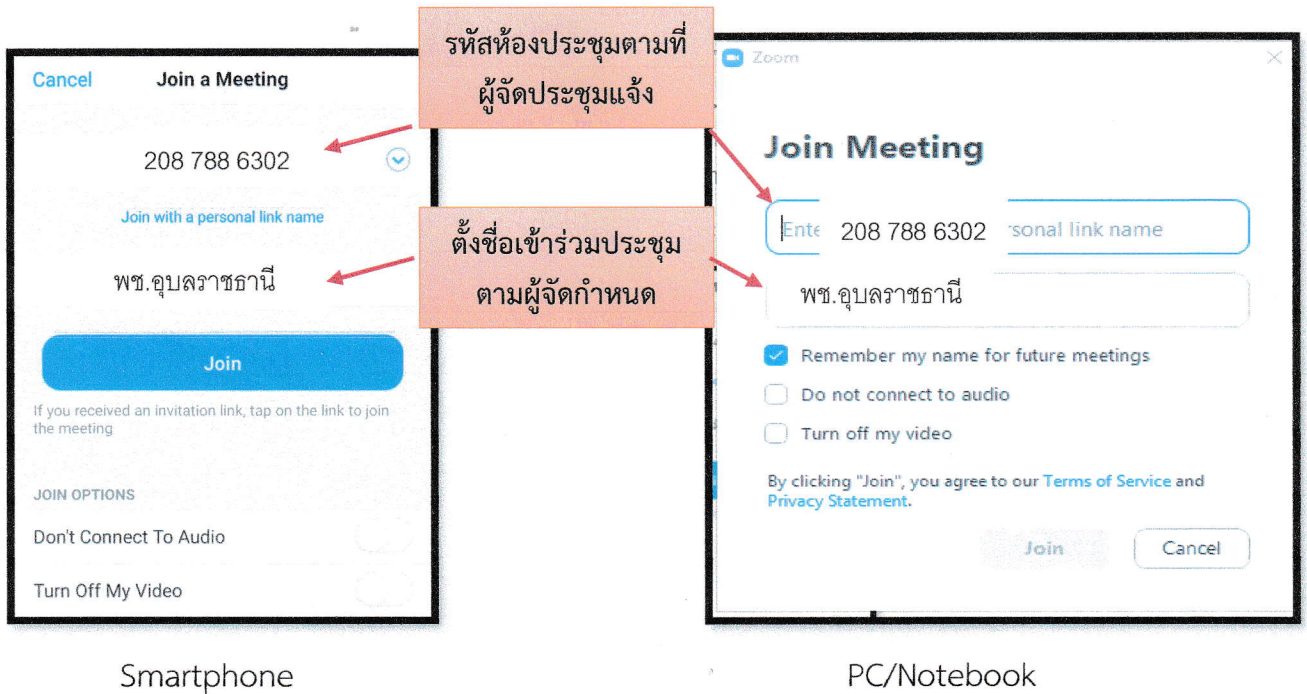 รหัสห้องประชุมตามที่
ผู้จัดประชุมแจ้ง
ตั้งชื่อเข้าร่วมประชุม
ตามผู้จัดกำหนด
Cancel
Join a Meeting
208 788 6302
Join with a personal link name
พช.อุบลราชธานี
Join
If you received an invitation link, tap on the link to join
the meeting
JOIN OPTIONS
Don't Connect To Audio
Turn Off My Video
Smartphone
Zoom
Join Meeting
Ente 208 788 6302 sonal link name
พช.อุบลราชธานี
Remember my name for future meetings
Do not connect to audio
Turn off my video
By clicking "Join", you agree to our Terms of Service and
Privacy Statement.
Join
Cancel
PC/Notebook